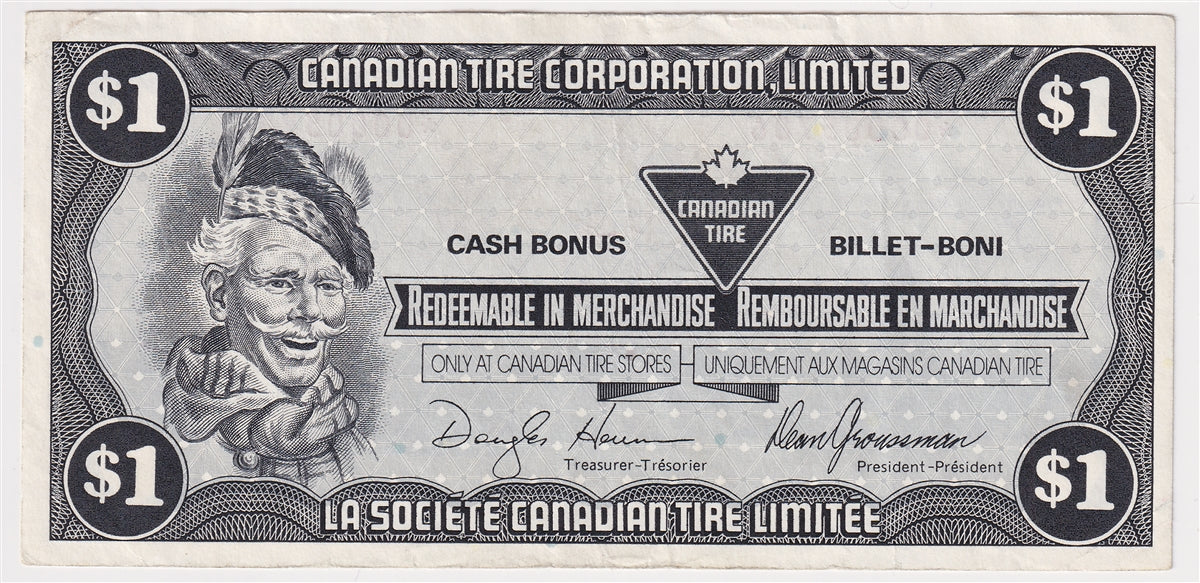 $1 CANADIAN TIRE CORPORATION, LIMITED $1
CANADIAN
TIRE
CASH BONUS BILLET-BONI
REDEEMABLE IN MERCHANDISE REMBOURSABLE EN MARCHANDISE
ONLY AT CANADIAN TIRE STORES UNIQUEMENT AUX MAGASINS CANADIAN TIRE
Dean Groussman
Treasurer-Trésorier President-Président
$1 LA SOCIÉTÉ CANADIAN TIRE LIMITÉE $1